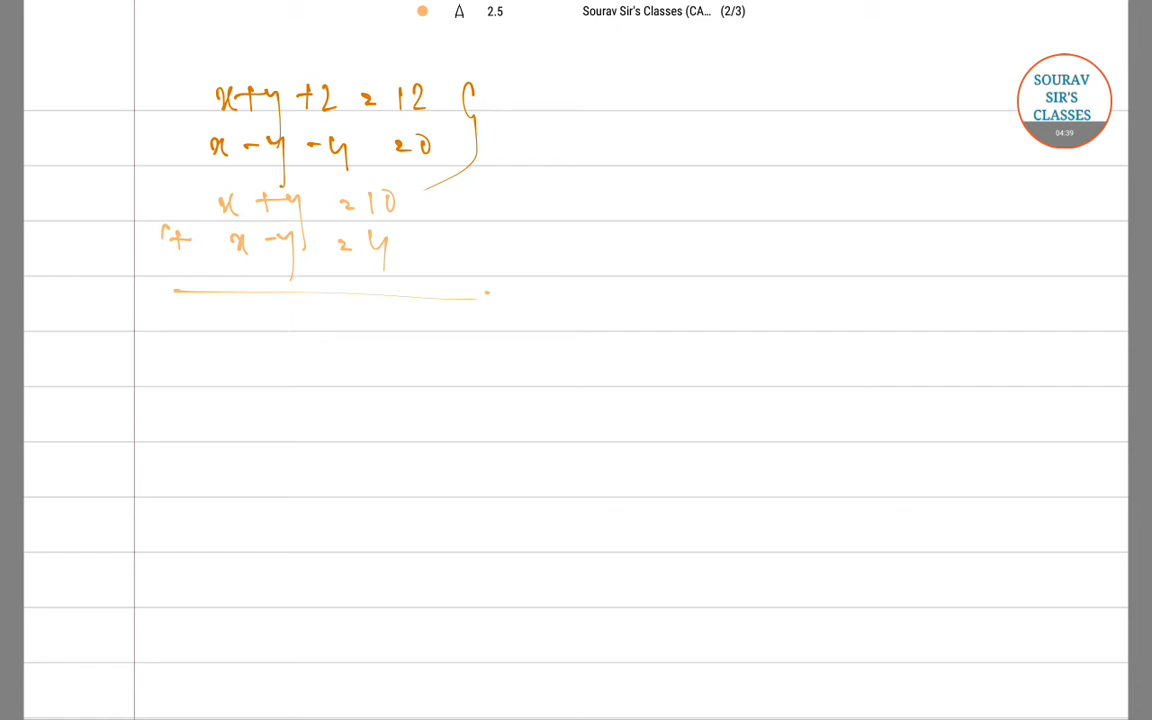 2.5 Sourav Sir's Classes (CA... (2/3)
SOURAV
SIR'S
CLASSES
04:39
x+y +2 = 12
x - y - 4 = 0
x + y = 10
(+ x - y = 4